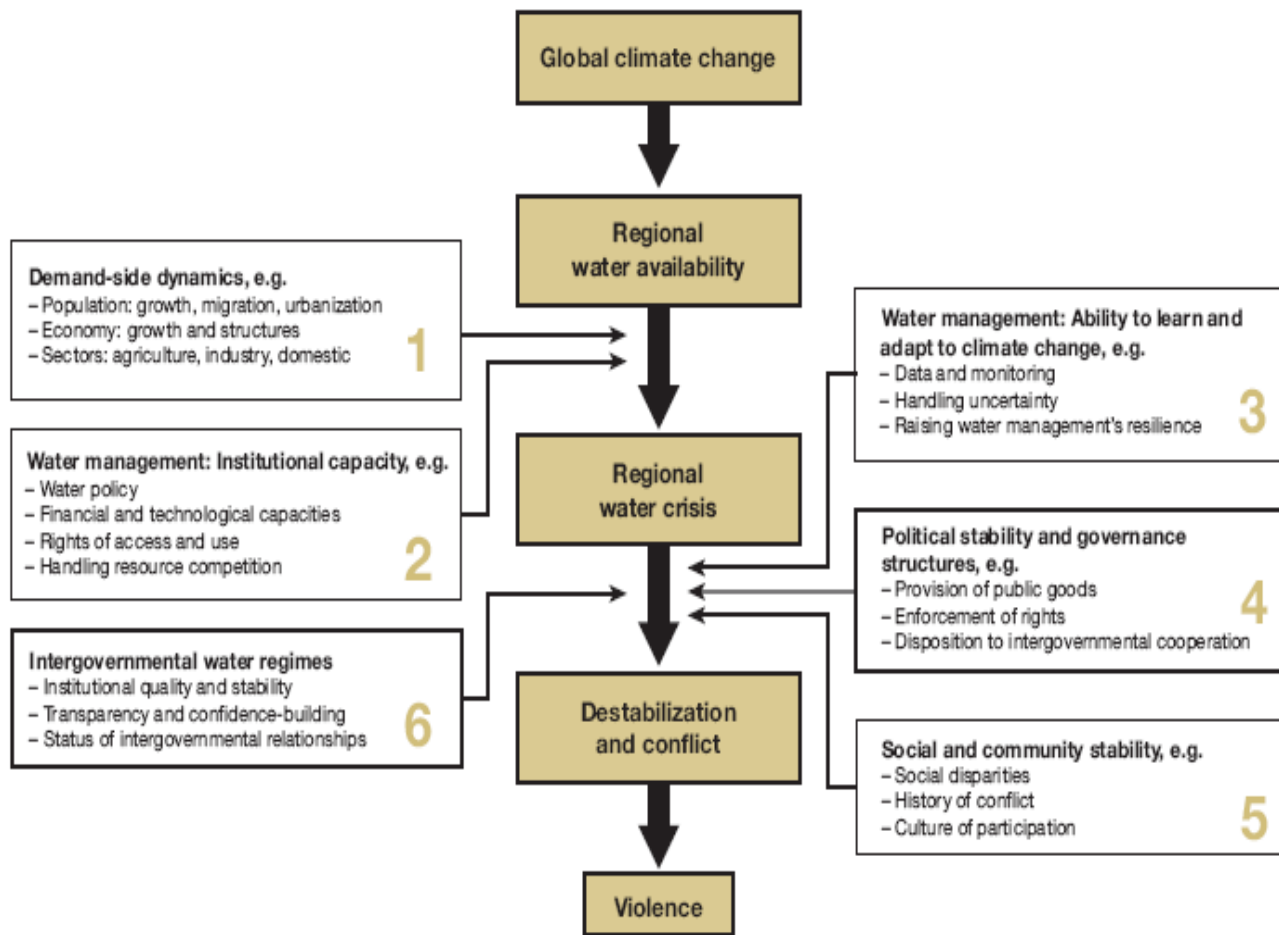 Global climate change
Regional
water availability
Demand-side dynamics, e.g.
– Population: growth, migration, urbanization
– Economy: growth and structures
– Sectors: agriculture, industry, domestic
1
Water management: Institutional capacity, e.g.
– Water policy
– Financial and technological capacities
– Rights of access and use
– Handling resource competition
2
Water management: Ability to learn and
adapt to climate change, e.g.
– Data and monitoring
– Handling uncertainty
– Raising water management's resilience
3
Regional
water crisis
Political stability and governance
structures, e.g.
– Provision of public goods
– Enforcement of rights
– Disposition to intergovernmental cooperation
4
Intergovernmental water regimes
– Institutional quality and stability
– Transparency and confidence-building
– Status of intergovernmental relationships
6
Destabilization
and conflict
Social and community stability, e.g.
– Social disparities
– History of conflict
– Culture of participation
5
Violence